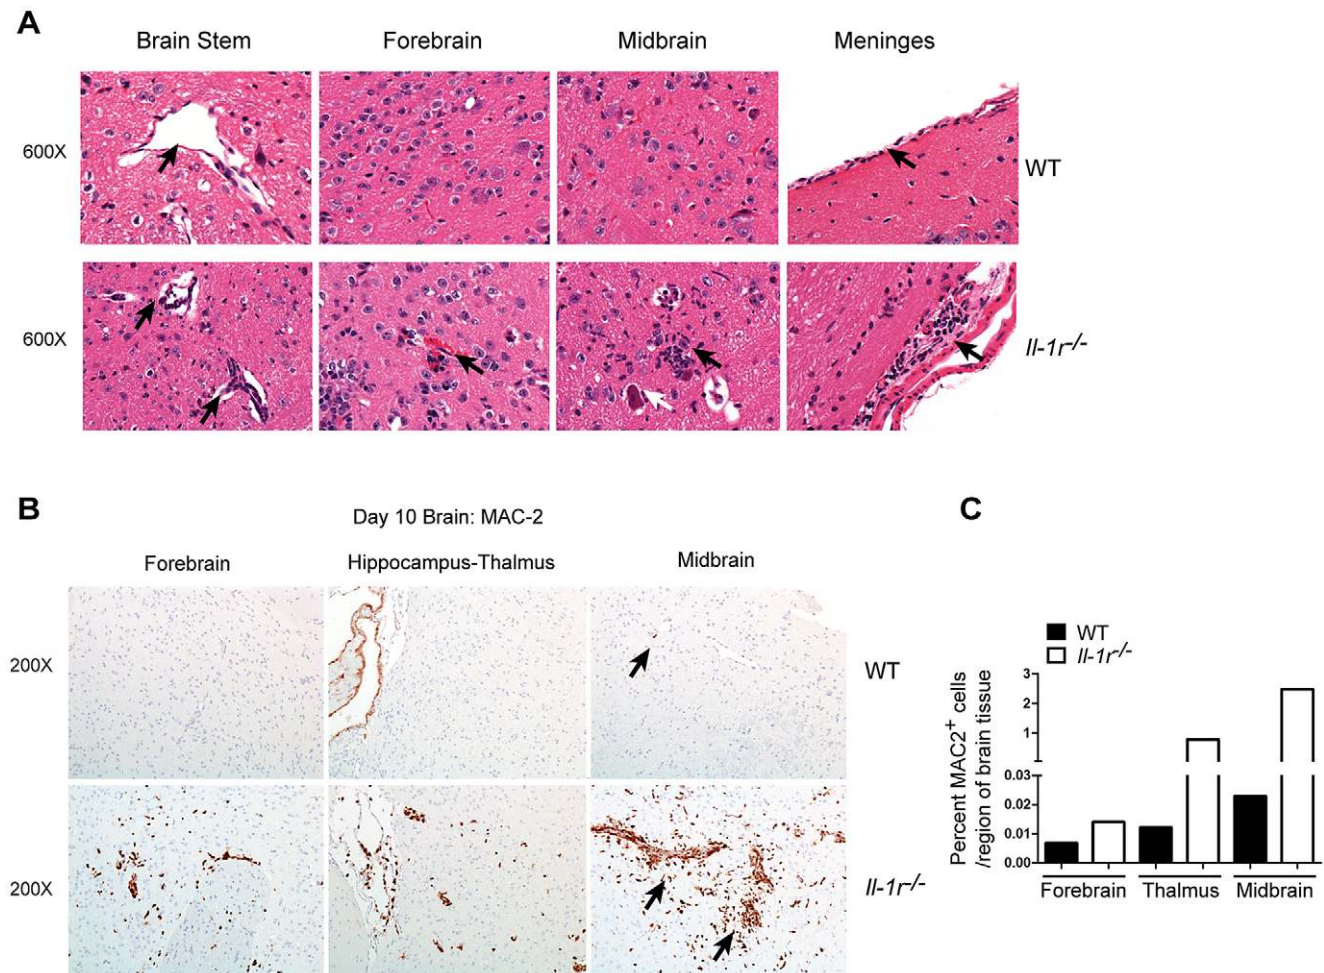 A
Brain Stem Forebrain Midbrain Meninges
600X WT
600X Il-1r-/-
B
Day 10 Brain: MAC-2
Forebrain Hippocampus-Thalmus Midbrain
200X WT
200X Il-1r-/-
C
WT
Il-1r-/-
Percent MAC2+ cells
/region of brain tissue
3
2
1
0.03
0.02
0.01
0.00
Forebrain Thalmus Midbrain